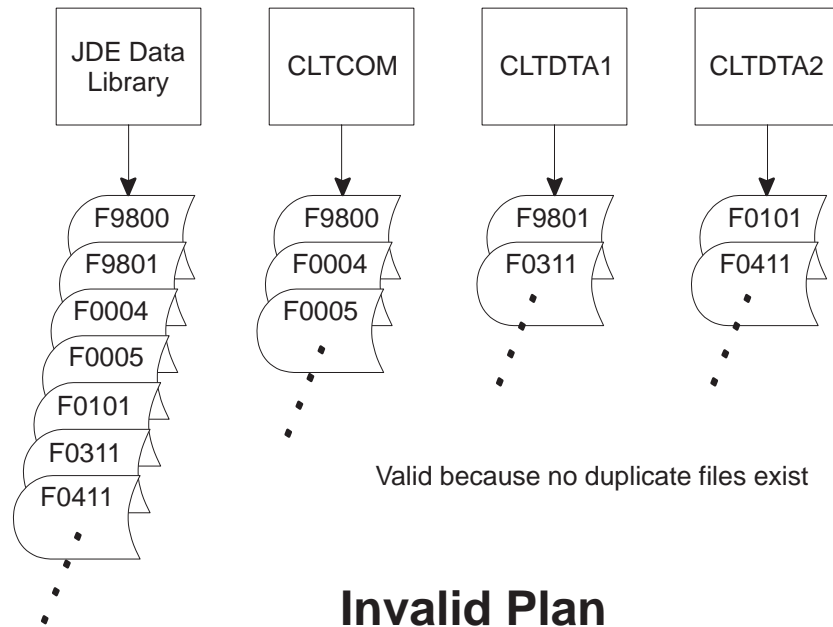 JDE Data
Library
CLTCOM
CLTDTA1
CLTDTA2
F9800
F9801
F0004
F0005
F0101
F0311
F0411
F9800
F0004
F0005
F9801
F0311
F0101
F0411
Valid because no duplicate files exist
Invalid Plan